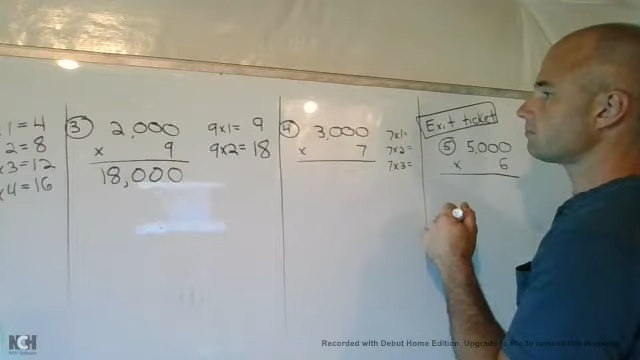 x1=4
x2=8
x3=12
x4=16
3 2,000
x 9
18,000
9x1=9
9x2=18
4 3,000
x 7
7x1=
7x2=
7x3=
Exit ticket
5 5,000
x 6
NCH
Recorded with Debut Home Edition. Upgrade to Pro to remove this message.